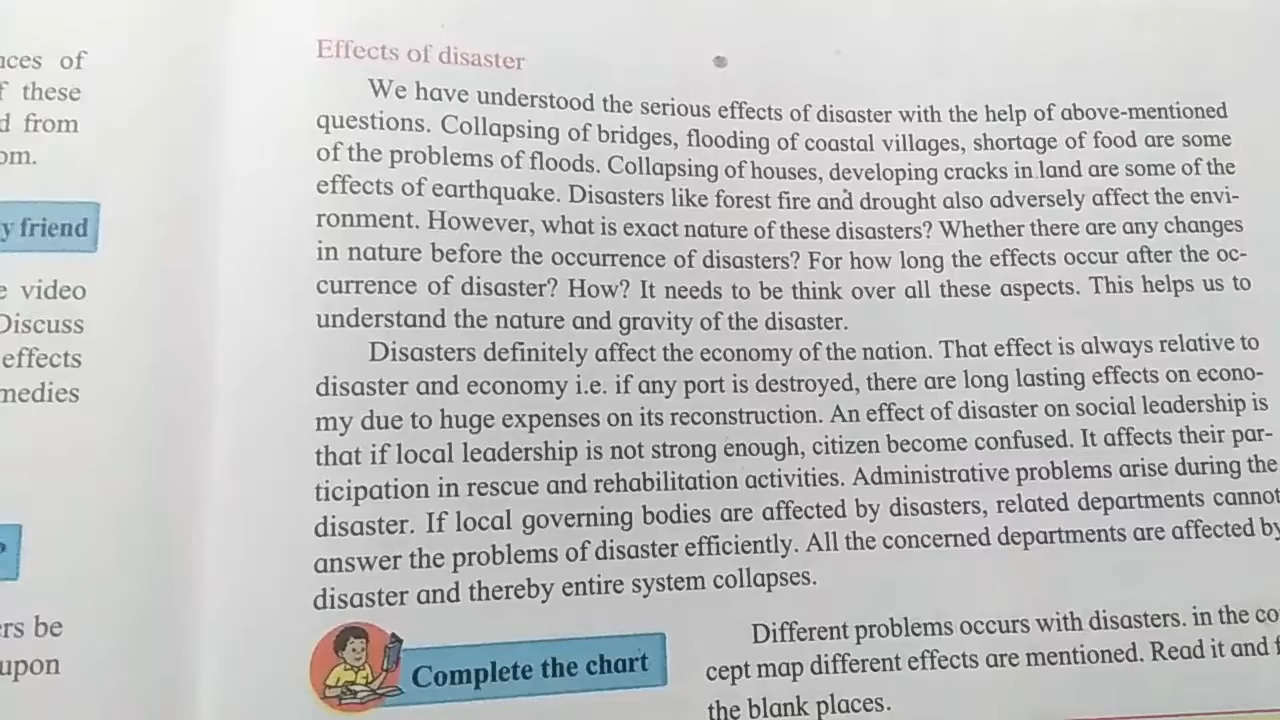 nces of
f these
d from
om.
y friend
e video
Discuss
effects
medies
?
ers be
upon
Effects of disaster
We have understood the serious effects of disaster with the help of above-mentioned
questions. Collapsing of bridges, flooding of coastal villages, shortage of food are some
of the problems of floods. Collapsing of houses, developing cracks in land are some of the
effects of earthquake. Disasters like forest fire and drought also adversely affect the envi-
ronment. However, what is exact nature of these disasters? Whether there are any changes
in nature before the occurrence of disasters? For how long the effects occur after the oc-
currence of disaster? How? It needs to be think over all these aspects. This helps us to
understand the nature and gravity of the disaster.
Disasters definitely affect the economy of the nation. That effect is always relative to
disaster and economy i.e. if any port is destroyed, there are long lasting effects on econo-
my due to huge expenses on its reconstruction. An effect of disaster on social leadership is
that if local leadership is not strong enough, citizen become confused. It affects their par-
ticipation in rescue and rehabilitation activities. Administrative problems arise during the
disaster. If local governing bodies are affected by disasters, related departments cannot
answer the problems of disaster efficiently. All the concerned departments are affected by
disaster and thereby entire system collapses.
Complete the chart
Different problems occurs with disasters. in the co
cept map different effects are mentioned. Read it and f
the blank places.